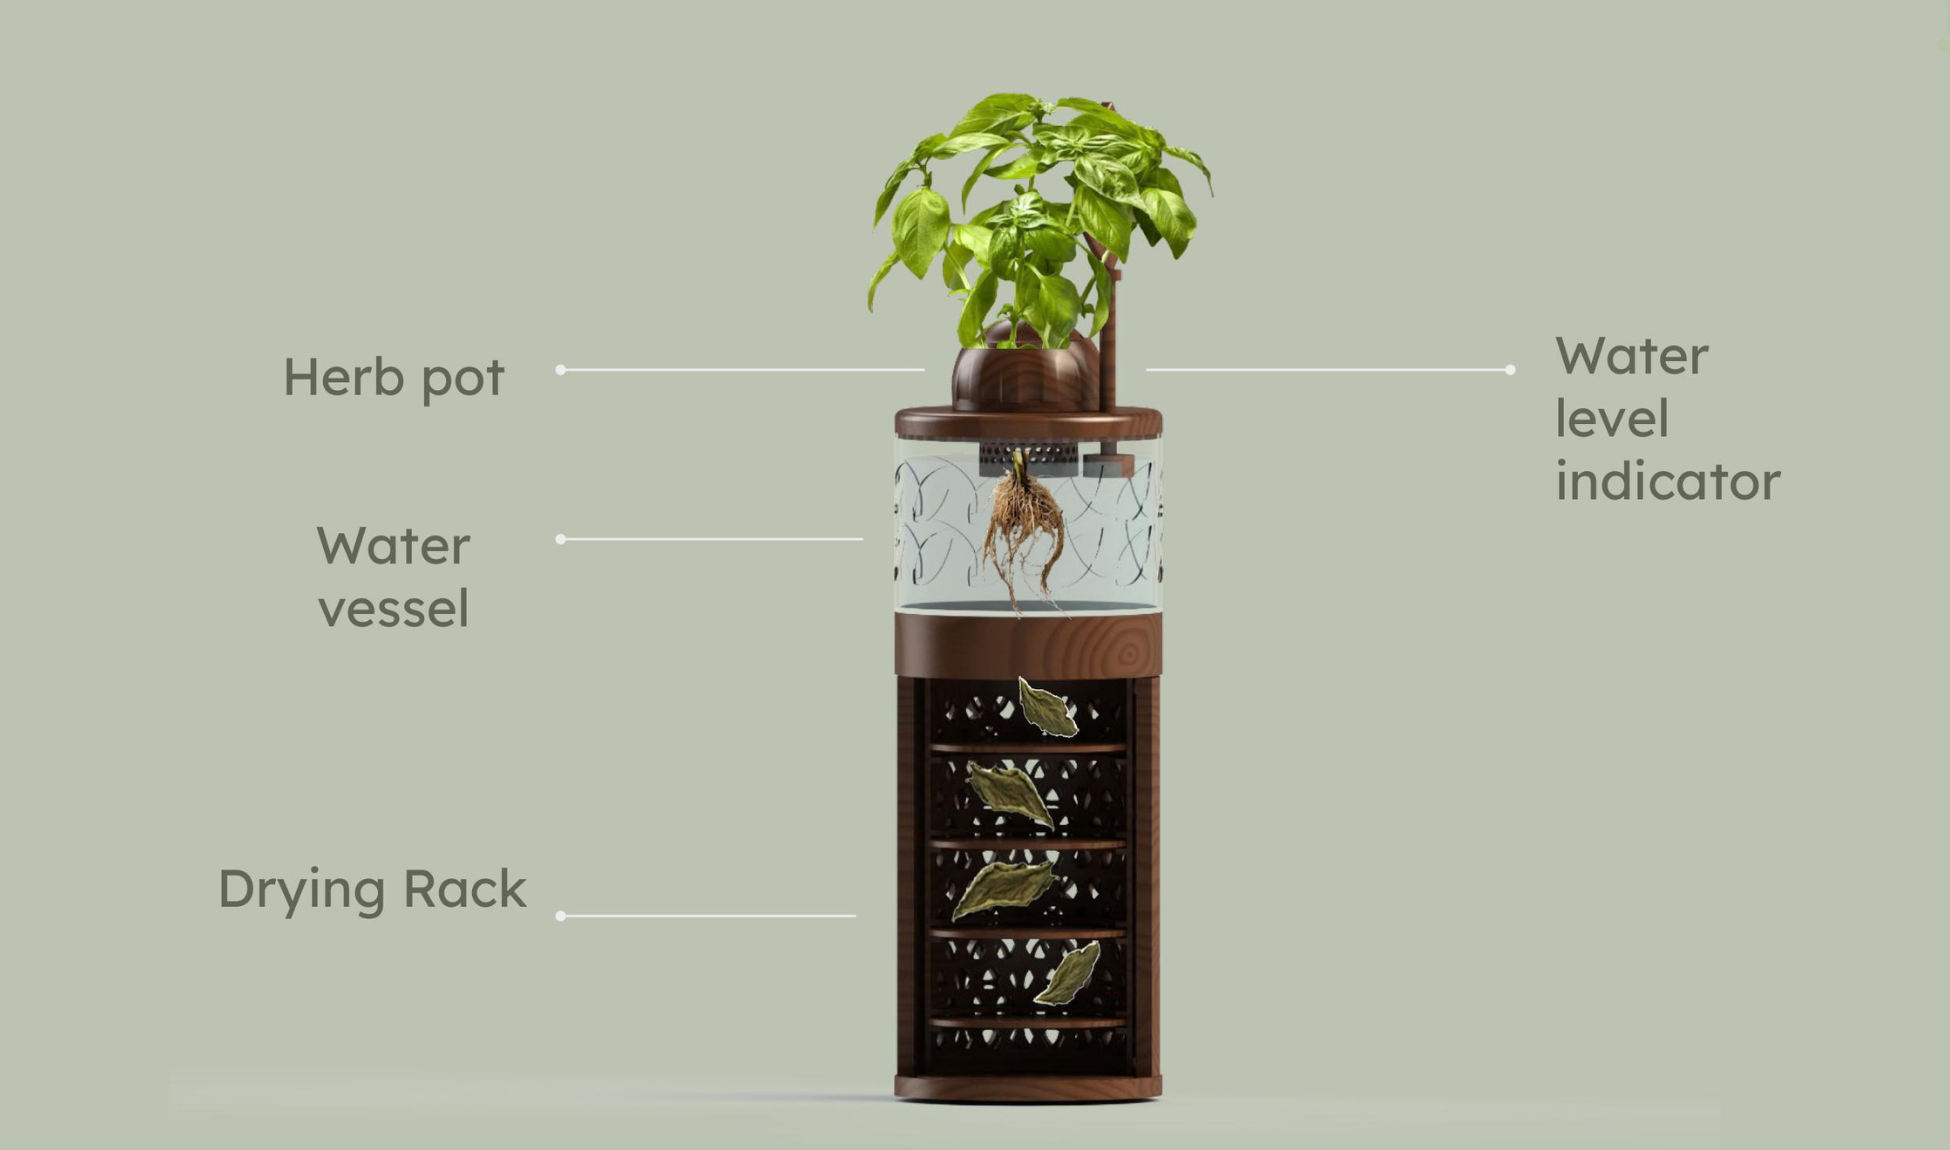 Herb pot
Water
level
indicator
Water
vessel
Drying Rack